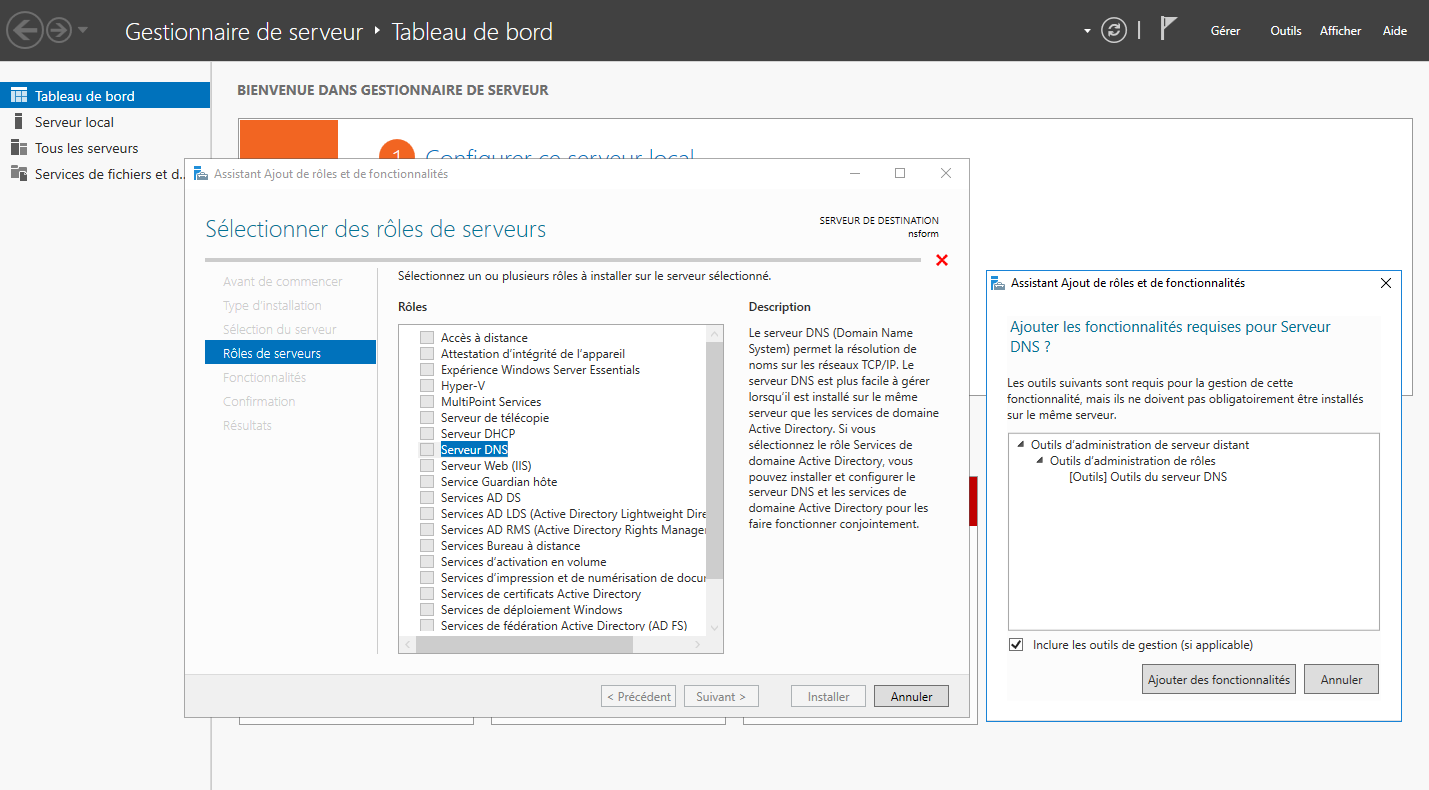 Gestionnaire de serveur ‣ Tableau de bord
Gérer Outils Afficher Aide
Tableau de bord
Serveur local
Tous les serveurs
Services de fichiers et d...
BIENVENUE DANS GESTIONNAIRE DE SERVEUR
1 Configurer ce serveur local
Assistant Ajout de rôles et de fonctionnalités
Sélectionner des rôles de serveurs
SERVEUR DE DESTINATION
nsform
Avant de commencer
Type d'installation
Sélection du serveur
Rôles de serveurs
Fonctionnalités
Confirmation
Résultats
Sélectionnez un ou plusieurs rôles à installer sur le serveur sélectionné.
Rôles
Accès à distance
Attestation d'intégrité de l'appareil
Expérience Windows Server Essentials
Hyper-V
MultiPoint Services
Serveur de télécopie
Serveur DHCP
Serveur DNS
Serveur Web (IIS)
Service Guardian hôte
Services AD DS
Services AD LDS (Active Directory Lightweight Dire
Services AD RMS (Active Directory Rights Manager
Services Bureau à distance
Services d'activation en volume
Services d'impression et de numérisation de docu
Services de certificats Active Directory
Services de déploiement Windows
Services de fédération Active Directory (AD FS)
Description
Le serveur DNS (Domain Name
System) permet la résolution de
noms sur les réseaux TCP/IP. Le
serveur DNS est plus facile à gérer
lorsqu'il est installé sur le même
serveur que les services de domaine
Active Directory. Si vous
sélectionnez le rôle Services de
domaine Active Directory, vous
pouvez installer et configurer le
serveur DNS et les services de
domaine Active Directory pour les
faire fonctionner conjointement.
< Précédent Suivant > Installer Annuler
Assistant Ajout de rôles et de fonctionnalités
Ajouter les fonctionnalités requises pour Serveur
DNS ?
Les outils suivants sont requis pour la gestion de cette
fonctionnalité, mais ils ne doivent pas obligatoirement être installés
sur le même serveur.
Outils d'administration de serveur distant
Outils d'administration de rôles
[Outils] Outils du serveur DNS
Inclure les outils de gestion (si applicable)
Ajouter des fonctionnalités Annuler